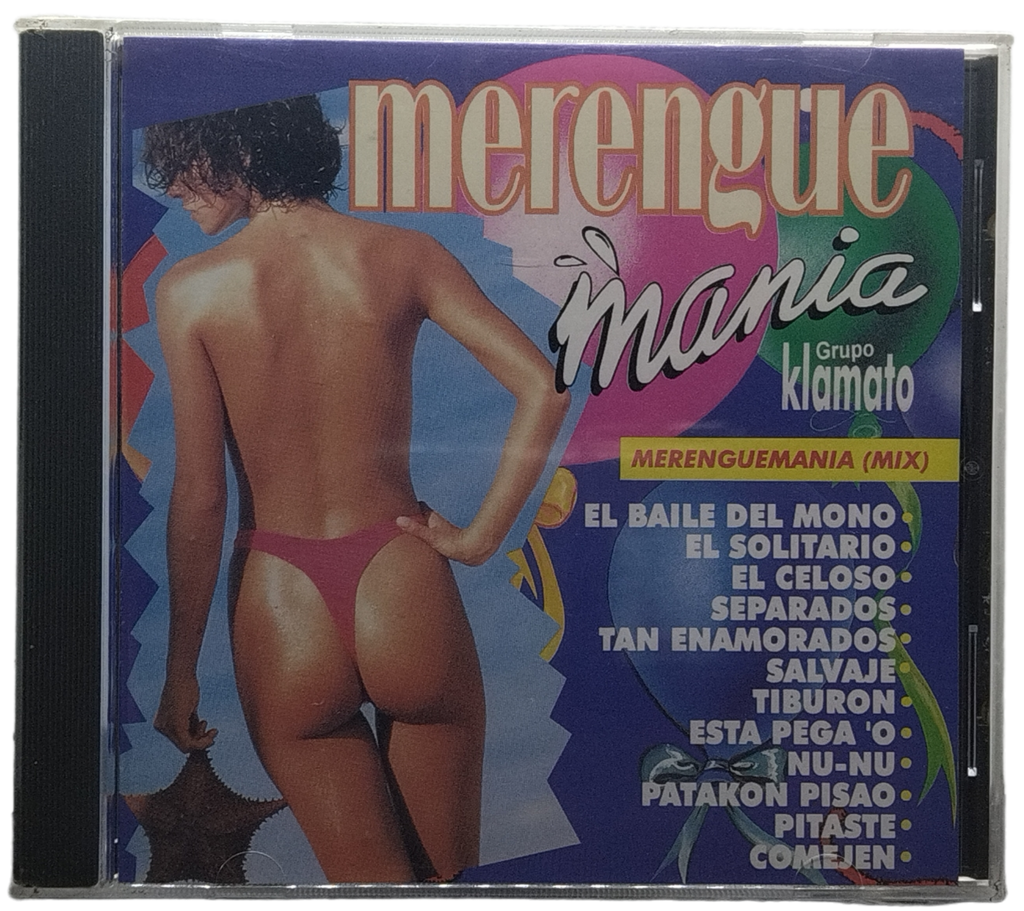 merengue
mania
Grupo
klamato
MERENGUEMANIA (MIX)
EL BAILE DEL MONO •
EL SOLITARIO •
EL CELOSO •
SEPARADOS •
TAN ENAMORADOS •
SALVAJE •
TIBURON •
ESTA PEGA 'O •
NU-NU •
PATAKON PISAO •
PITASTE •
COMEJEN •